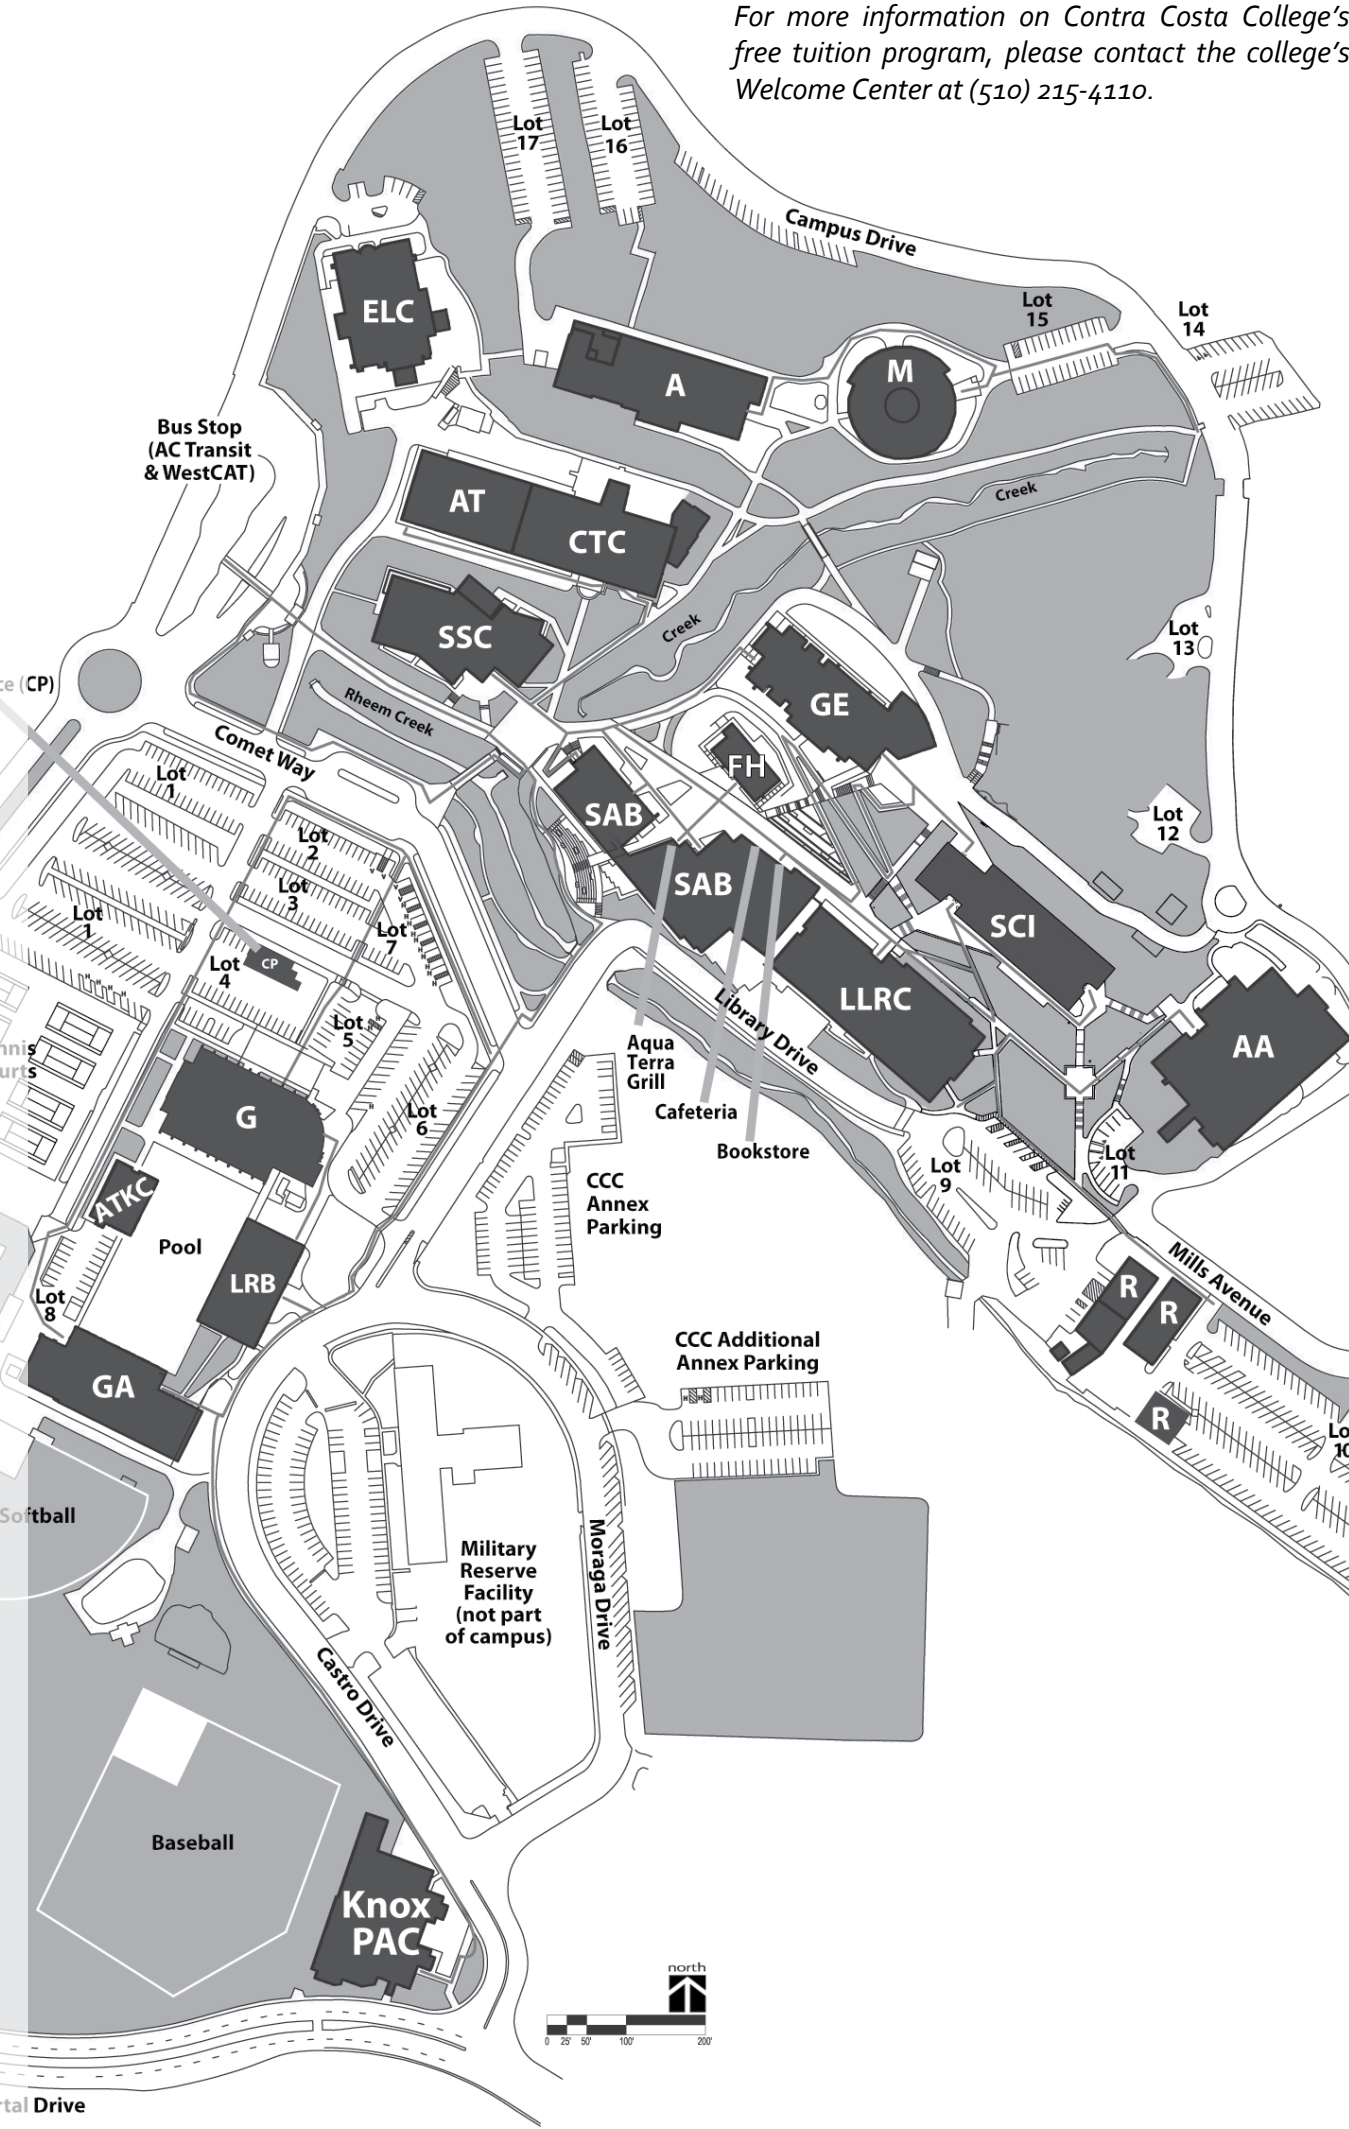 For more information on Contra Costa College's
free tuition program, please contact the college's
Welcome Center at (510) 215-4110.
Lot
17
Lot
16
Campus Drive
Lot
15
Lot
14
ELC
A
M
Bus Stop
(AC Transit
& WestCAT)
AT
CTC
Creek
SSC
Creek
Lot
13
(CP)
Rheem Creek
GE
Comet Way
FH
Lot
1
SAB
Lot
12
Lot
2
SAB
Lot
3
Lot
1
Lot
7
SCI
Lot
4
CP
LLRC
Library Drive
Lot
5
AA
Aqua
Terra
Grill
Cafeteria
G
Lot
6
Bookstore
Lot
11
Lot
9
CCC
Annex
Parking
ATKC
Pool
Mills Avenue
LRB
R
R
Lot
8
CCC Additional
Annex Parking
GA
R
10
Softball
Military
Reserve
Facility
(not part
of campus)
Moraga Drive
Castro Drive
Baseball
Knox
PAC
north
0 25' 50' 100' 200'
Drive